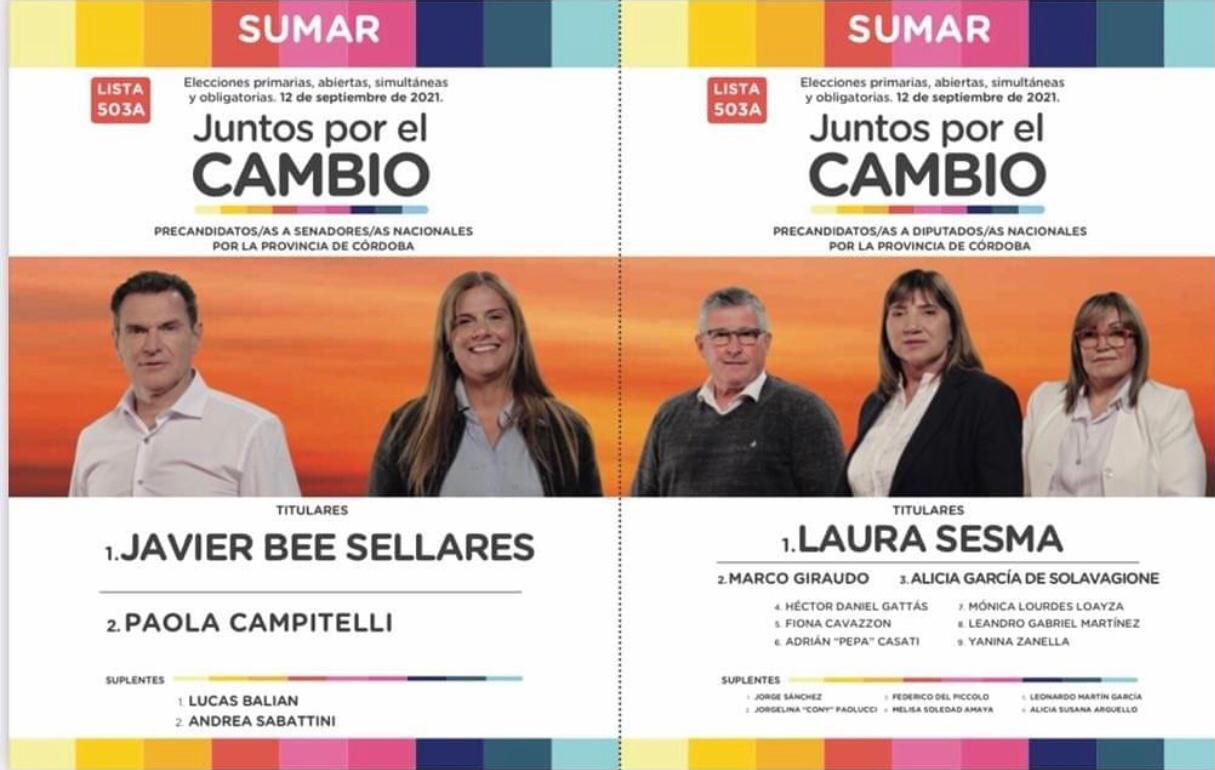 SUMAR
LISTA
503A
Elecciones primarias, abiertas, simultáneas
y obligatorias. 12 de septiembre de 2021.
Juntos por el
CAMBIO
PRECANDIDATOS/AS A SENADORES/AS NACIONALES
POR LA PROVINCIA DE CÓRDOBA
TITULARES
1. JAVIER BEE SELLARES
2. PAOLA CAMPITELLI
SUPLENTES
1. LUCAS BALIAN
2. ANDREA SABATTINI
SUMAR
LISTA
503A
Elecciones primarias, abiertas, simultáneas
y obligatorias. 12 de septiembre de 2021.
Juntos por el
CAMBIO
PRECANDIDATOS/AS A DIPUTADOS/AS NACIONALES
POR LA PROVINCIA DE CÓRDOBA
TITULARES
1. LAURA SESMA
2. MARCO GIRAUDO 3. ALICIA GARCÍA DE SOLAVAGIONE
4. HÉCTOR DANIEL GATTÁS
5. FIONA CAVAZZON
6. ADRIÁN "PEPA" CASATI
7. MÓNICA LOURDES LOAYZA
8. LEANDRO GABRIEL MARTÍNEZ
9. YANINA ZANELLA
SUPLENTES
1. JORGE SÁNCHEZ
2. JORGELINA "CONY" PAOLUCCI
3. FEDERICO DEL PICCOLO
4. MELISA SOLEDAD AMAYA
5. LEONARDO MARTÍN GARCÍA
6. ALICIA SUSANA ARGUELLO